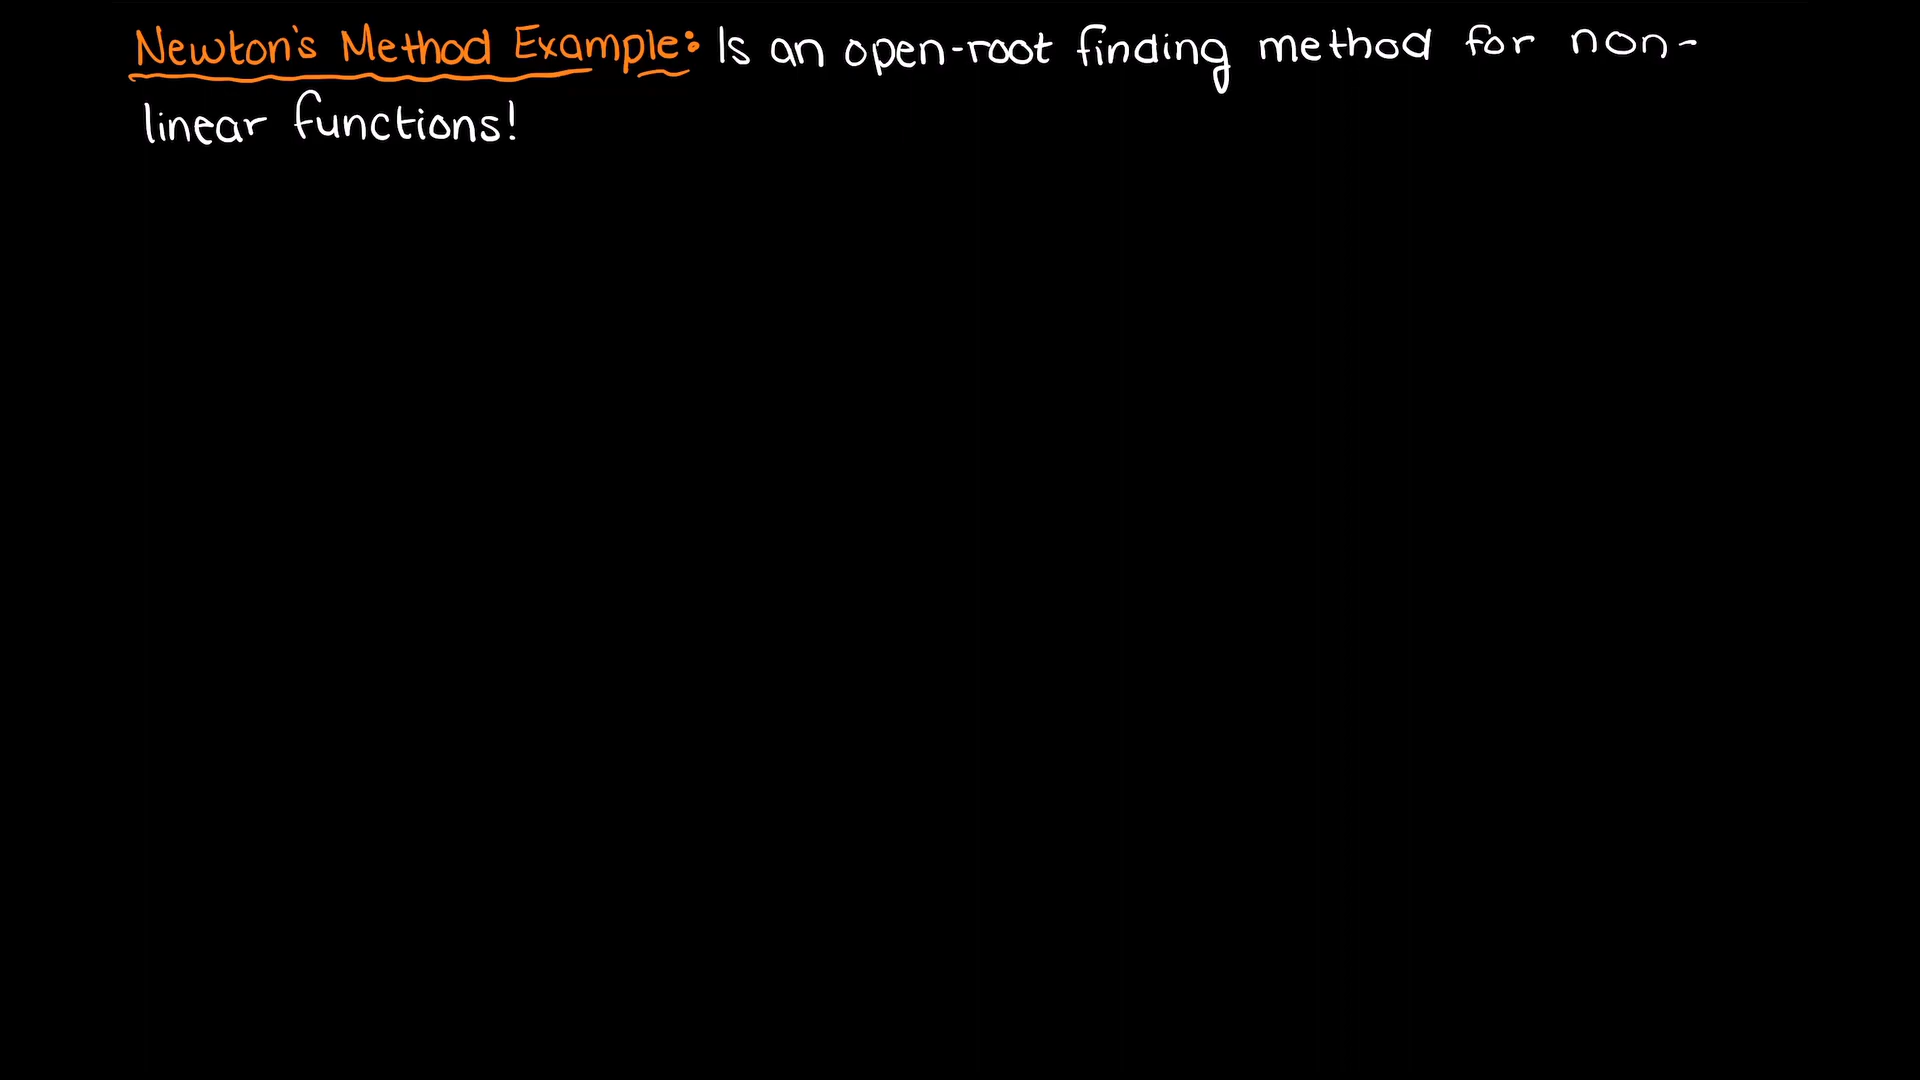 Newton's Method Example: Is an open-root finding method for non-
linear functions!